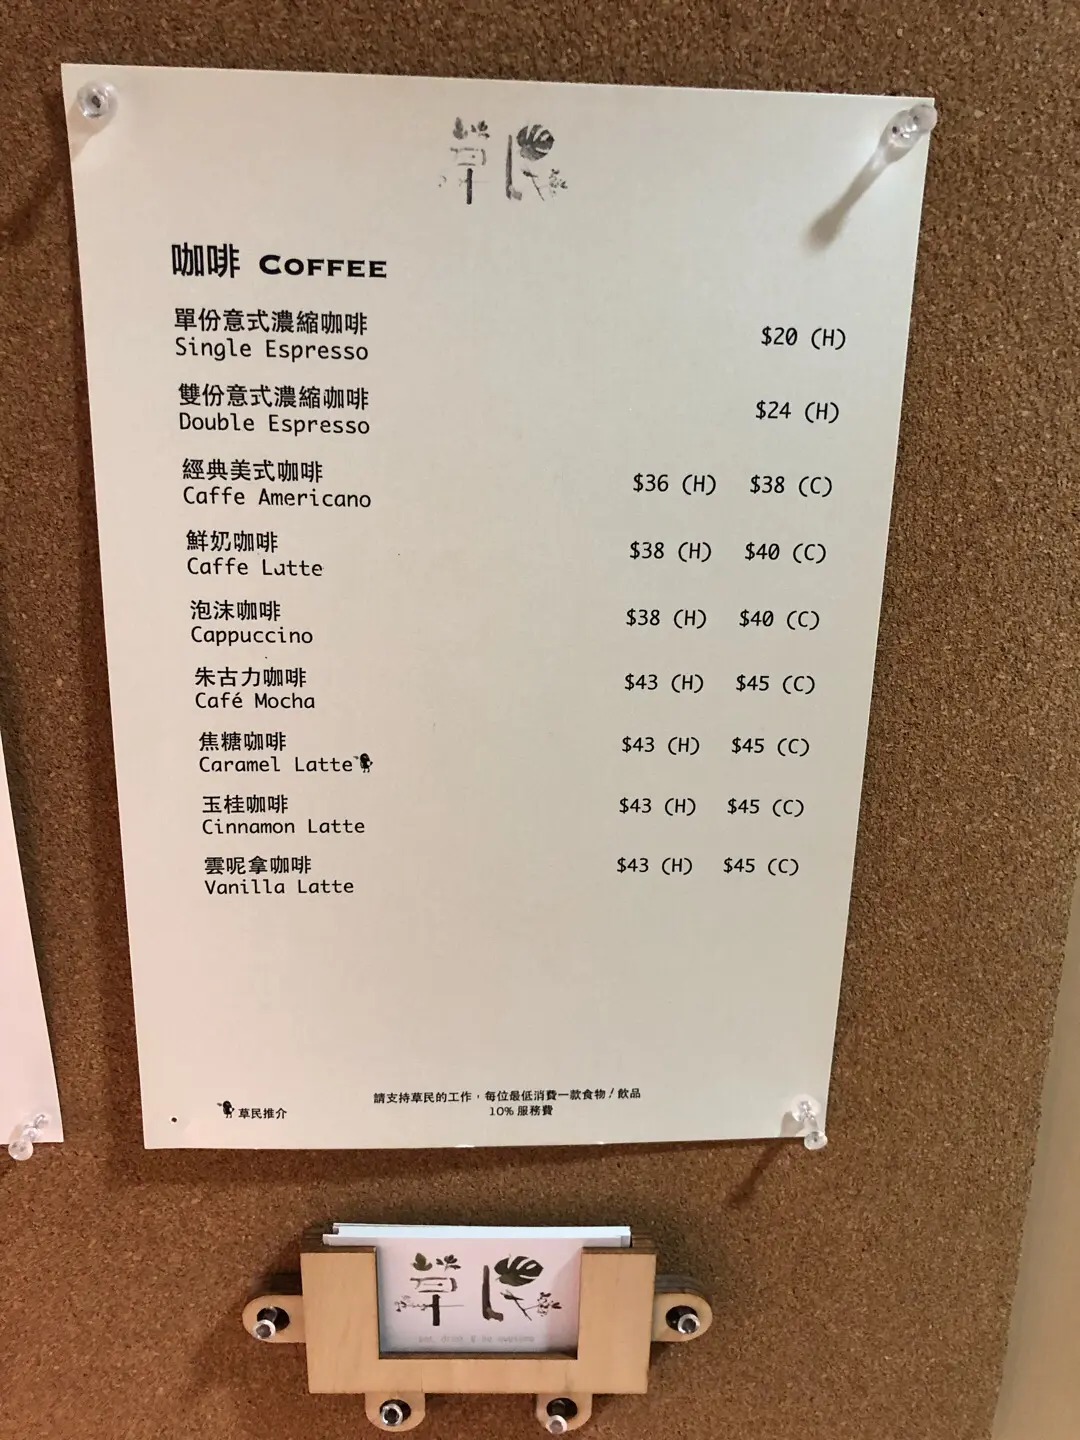 草民
咖啡 COFFEE
單份意式濃縮咖啡
Single Espresso
$20 (H)
雙份意式濃縮咖啡
Double Espresso
$24 (H)
經典美式咖啡
Caffe Americano
$36 (H) $38 (C)
鮮奶咖啡
Caffe Latte
$38 (H) $40 (C)
泡沫咖啡
Cappuccino
$38 (H) $40 (C)
朱古力咖啡
Café Mocha
$43 (H) $45 (C)
焦糖咖啡
Caramel Latte
$43 (H) $45 (C)
玉桂咖啡
Cinnamon Latte
$43 (H) $45 (C)
雲呢拿咖啡
Vanilla Latte
$43 (H) $45 (C)
草民推介
請支持草民的工作，每位最低消費一款食物/飲品
10% 服務費
草民
eat, drink & be awesome